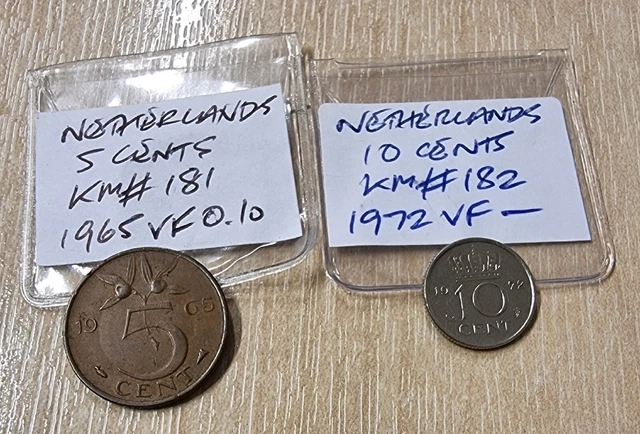 NETHERLANDS
5 CENTS
KM# 181
1965 VF 0.10
NETHERLANDS
10 CENTS
KM# 182
1972 VF —
19 65
5
CENT
19 72
10
CENT